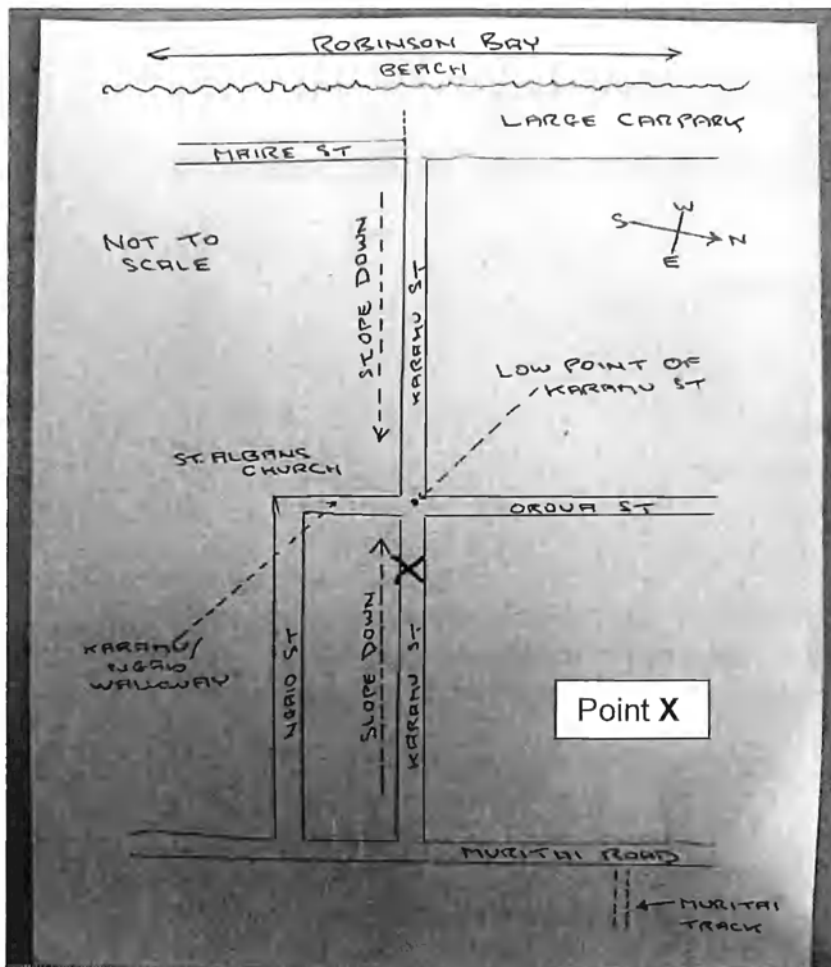 ROBINSON BAY
BEACH
LARGE CARPARK
MAIRE ST
S W N E
NOT TO
SCALE
SLOPE DOWN
KARAMU ST
LOW POINT OF
KARAMU ST
ST. ALBANS
CHURCH
OROUA ST
X
KARAMU/
NGAIO
WALKWAY
NGAIO ST
SLOPE DOWN
KARAMU ST
Point X
MURITAI ROAD
MURITAI
TRACK